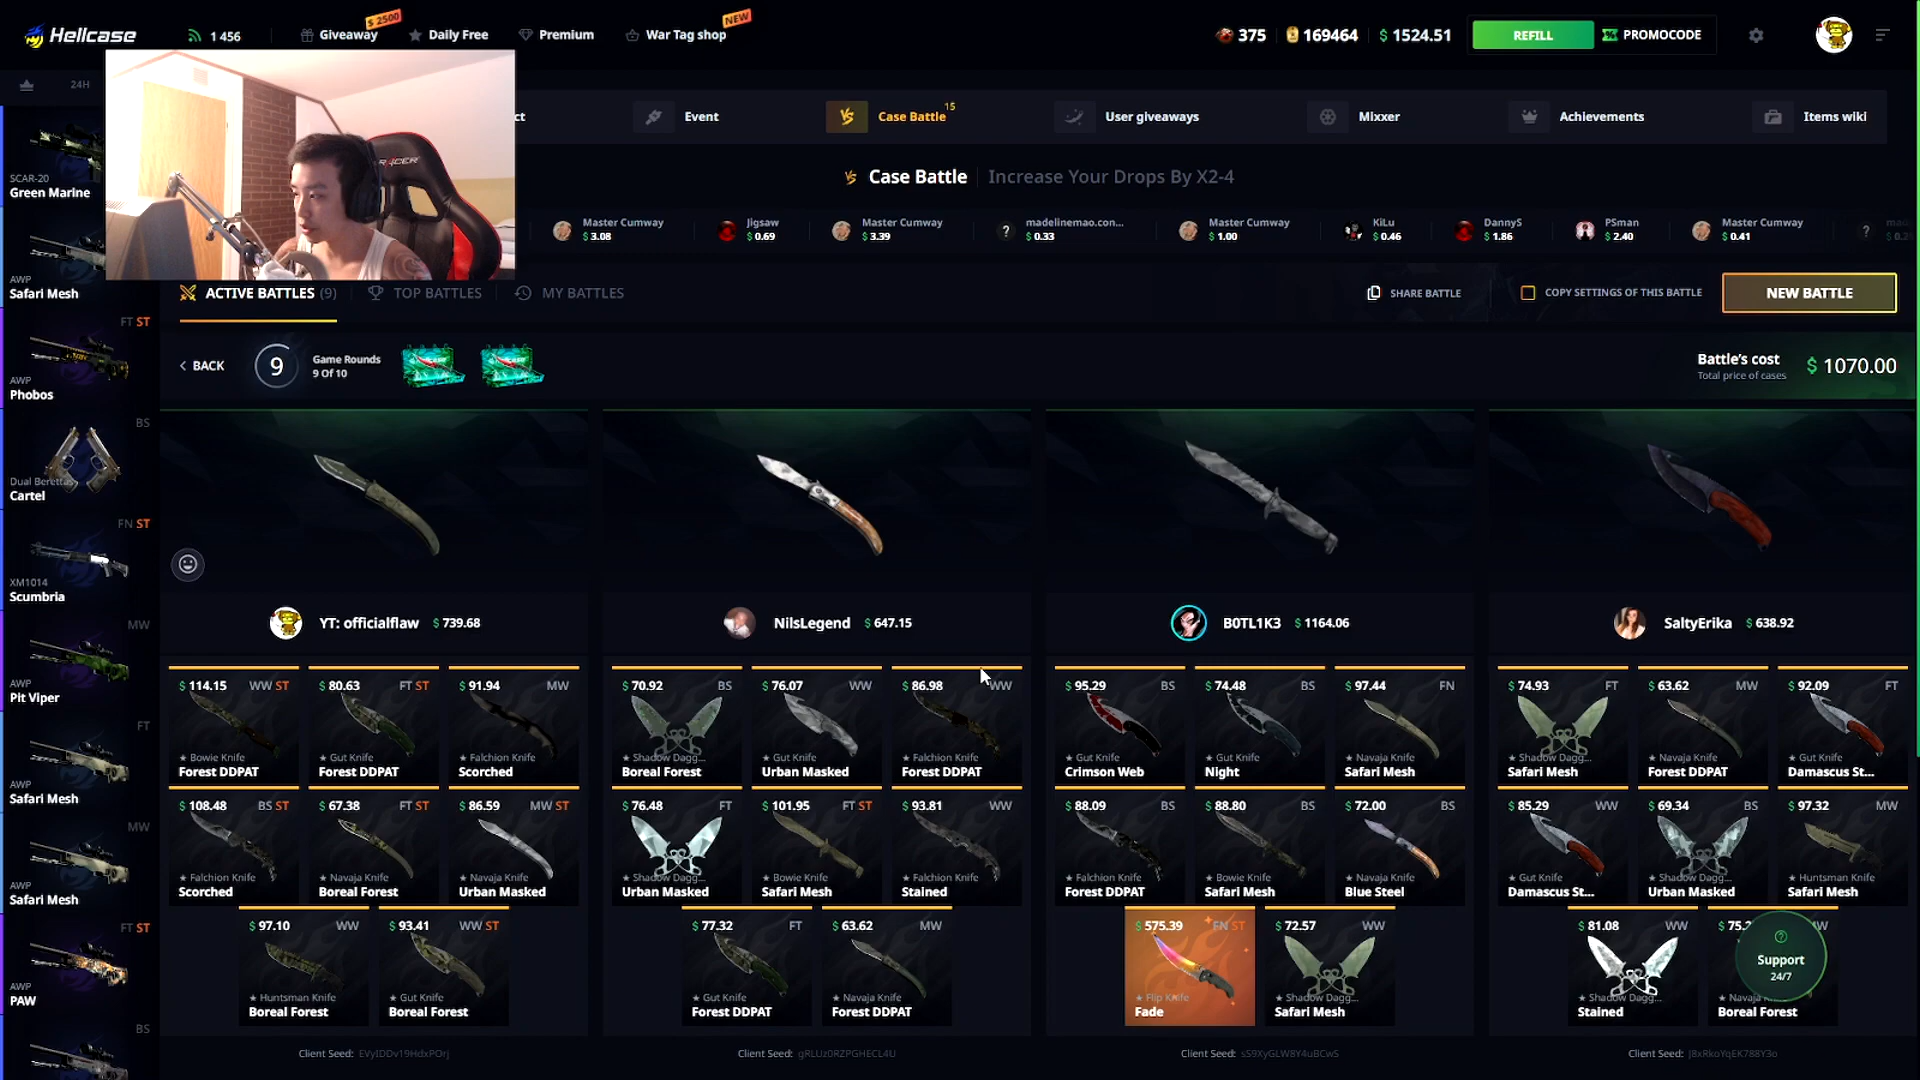 Hellcase
1 456
Giveaway
$ 2500
Daily Free
Premium
War Tag shop
NEW
375
169464
$ 1524.51
REFILL
PROMOCODE
24H
ct
Event
Case Battle
15
User giveaways
Mixxer
Achievements
Items wiki
VS Case Battle
Increase Your Drops By X2-4
Master Cumway
$ 3.08
Jigsaw
$ 0.69
Master Cumway
$ 3.39
madelinemao.con...
$ 0.33
Master Cumway
$ 1.00
KiLu
$ 0.46
DannyS
$ 1.86
PSman
$ 2.40
Master Cumway
$ 0.41
ACTIVE BATTLES (9)
TOP BATTLES
MY BATTLES
SHARE BATTLE
COPY SETTINGS OF THIS BATTLE
NEW BATTLE
< BACK
9
Game Rounds
9 Of 10
Battle's cost
Total price of cases
$ 1070.00
SCAR-20
Green Marine
AWP
Safari Mesh
FT ST
AWP
Phobos
BS
Dual Berettas
Cartel
FN ST
XM1014
Scumbria
MW
AWP
Pit Viper
FT
AWP
Safari Mesh
MW
AWP
Safari Mesh
FT ST
AWP
PAW
BS
YT: officialflaw $ 739.68
$ 114.15 WW ST
★ Bowie Knife
Forest DDPAT
$ 80.63 FT ST
★ Gut Knife
Forest DDPAT
$ 91.94 MW
★ Falchion Knife
Scorched
$ 108.48 BS ST
★ Falchion Knife
Scorched
$ 67.38 FT ST
★ Navaja Knife
Boreal Forest
$ 86.59 MW ST
★ Navaja Knife
Urban Masked
$ 97.10 WW
★ Huntsman Knife
Boreal Forest
$ 93.41 WW ST
★ Gut Knife
Boreal Forest
Client Seed: EVyIDDv19HdxPOrj
NilsLegend $ 647.15
$ 70.92 BS
★ Shadow Dagg...
Boreal Forest
$ 76.07 WW
★ Gut Knife
Urban Masked
$ 86.98 WW
★ Falchion Knife
Forest DDPAT
$ 76.48 FT
★ Shadow Dagg...
Urban Masked
$ 101.95 FT ST
★ Bowie Knife
Safari Mesh
$ 93.81 WW
★ Falchion Knife
Stained
$ 77.32 FT
★ Gut Knife
Forest DDPAT
$ 63.62 MW
★ Navaja Knife
Forest DDPAT
Client Seed: gRLUz0RZPGHECL4U
B0TL1K3 $ 1164.06
$ 95.29 BS
★ Gut Knife
Crimson Web
$ 74.48 BS
★ Gut Knife
Night
$ 97.44 FN
★ Navaja Knife
Safari Mesh
$ 88.09 BS
★ Falchion Knife
Forest DDPAT
$ 88.80 BS
★ Bowie Knife
Safari Mesh
$ 72.00 BS
★ Navaja Knife
Blue Steel
$ 575.39 FN ST
★ Flip Knife
Fade
$ 72.57 WW
★ Shadow Dagg...
Safari Mesh
Client Seed: sS9XyGLW8Y4uBCwS
SaltyErika $ 638.92
$ 74.93 FT
★ Shadow Dagg...
Safari Mesh
$ 63.62 MW
★ Navaja Knife
Forest DDPAT
$ 92.09 FT
★ Gut Knife
Damascus St...
$ 85.29 WW
★ Gut Knife
Damascus St...
$ 69.34 BS
★ Shadow Dagg...
Urban Masked
$ 97.32 MW
★ Huntsman Knife
Safari Mesh
$ 81.08 WW
★ Shadow Dagg...
Stained
$ 75. WW
★ Navaja
Boreal Forest
Support
24/7
Client Seed: J8xRkoYqEK788Y3o